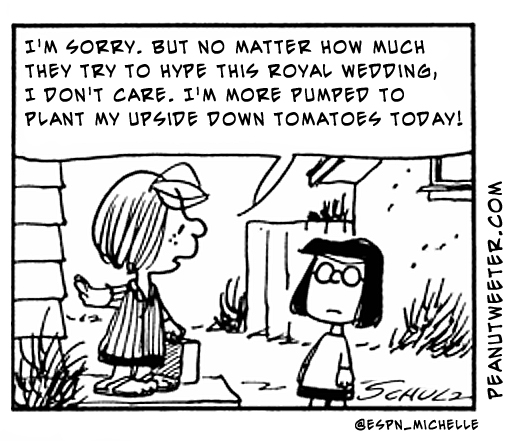 I'M SORRY. BUT NO MATTER HOW MUCH
THEY TRY TO HYPE THIS ROYAL WEDDING,
I DON'T CARE. I'M MORE PUMPED TO
PLANT MY UPSIDE DOWN TOMATOES TODAY!
PEANUTWEETER.COM
SCHULZ
@ESPN_MICHELLE